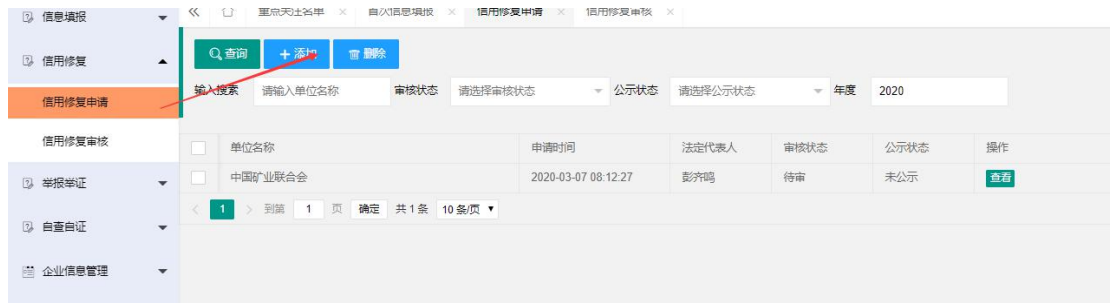 信息填报
重点关注名单 × 首次信息填报 × 信用修复申请 × 信用修复审核 ×
信用修复
查询 + 添加 删除
信用修复申请
输入搜索 请输入单位名称 审核状态 请选择审核状态 公示状态 请选择公示状态 年度 2020
信用修复审核
单位名称 申请时间 法定代表人 审核状态 公示状态 操作
举报举证
中国矿业联合会 2020-03-07 08:12:27 彭齐鸣 待审 未公示 查看
< 1 > 到第 1 页 确定 共1条 10条/页
自查自证
企业信息管理